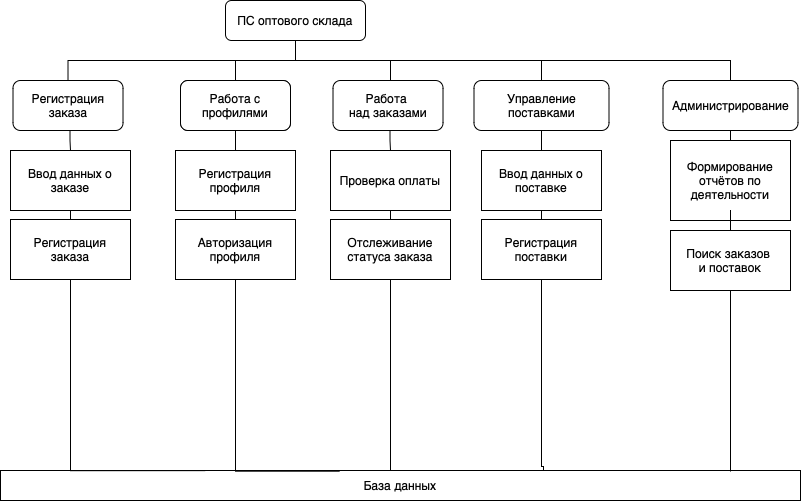 ПС оптового склада
Регистрация
заказа
Работа с
профилями
Работа
над заказами
Управление
поставками
Администрирование
Ввод данных о
заказе
Регистрация
профиля
Проверка оплаты
Ввод данных о
поставке
Формирование
отчётов по
деятельности
Регистрация
заказа
Авторизация
профиля
Отслеживание
статуса заказа
Регистрация
поставки
Поиск заказов
и поставок
База данных